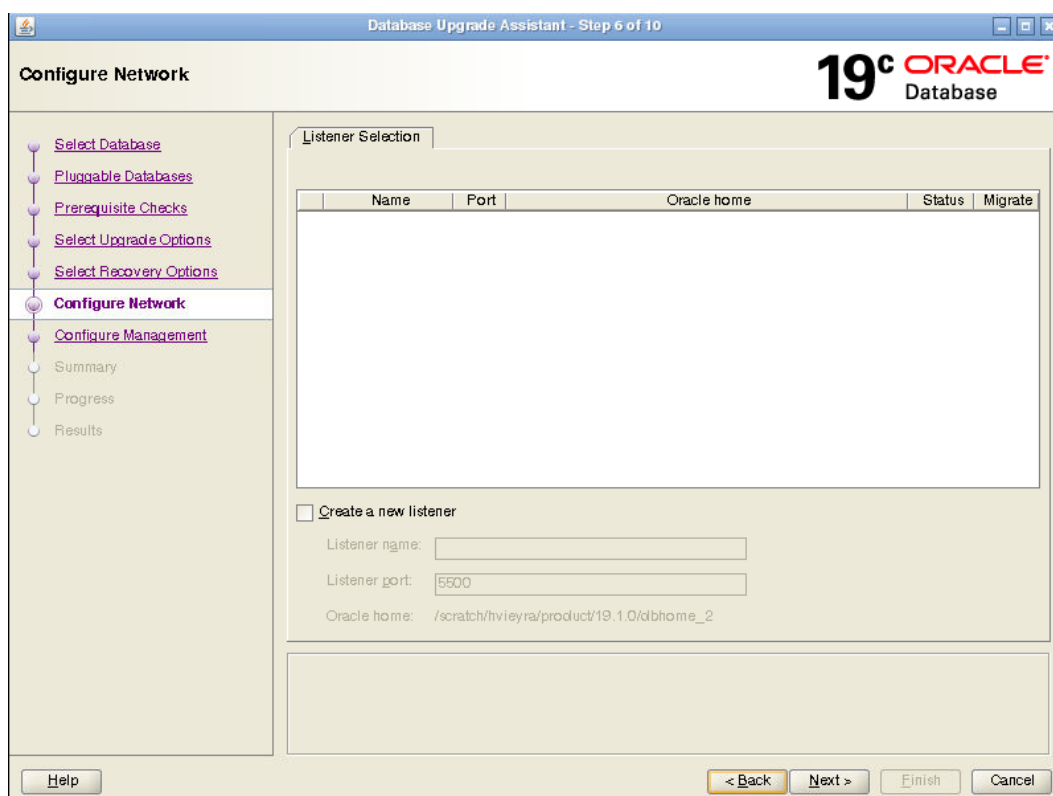 Database Upgrade Assistant - Step 6 of 10
Configure Network
19c ORACLE
Database
Select Database
Pluggable Databases
Prerequisite Checks
Select Upgrade Options
Select Recovery Options
Configure Network
Configure Management
Summary
Progress
Results
Listener Selection
Name Port Oracle home Status Migrate
Create a new listener
Listener name:
Listener port: 5500
Oracle home: /scratch/hvieyra/product/19.1.0/dbhome_2
Help
< Back Next > Finish Cancel